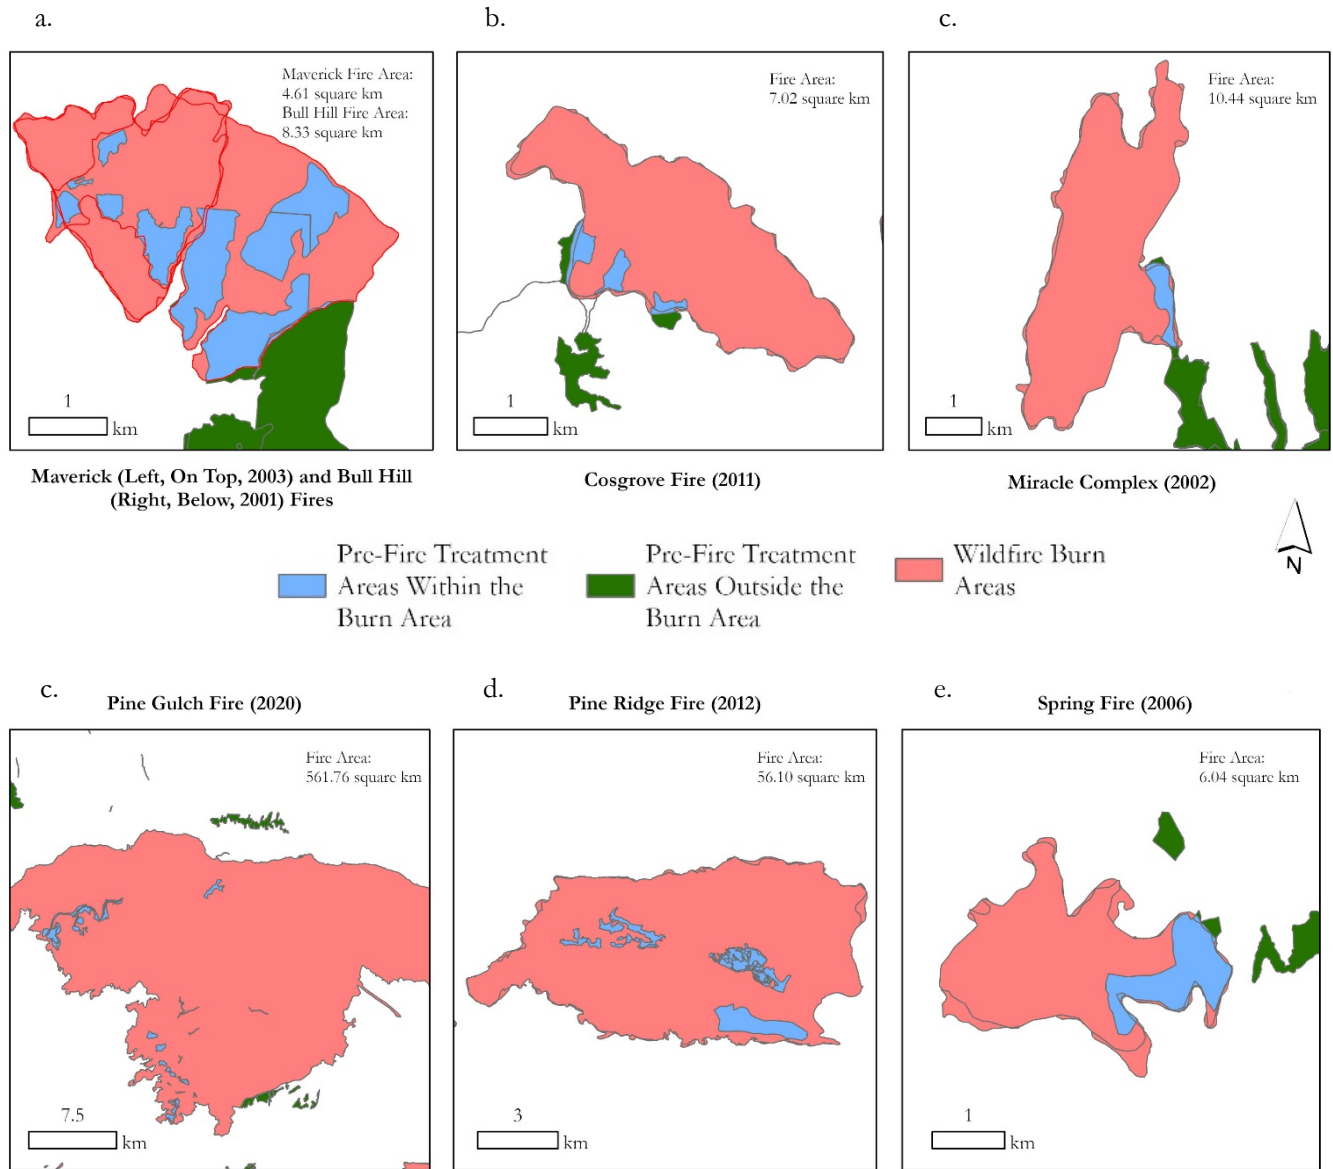 a.
b.
c.
Maverick Fire Area:
4.61 square km
Bull Hill Fire Area:
8.33 square km
Fire Area:
7.02 square km
Fire Area:
10.44 square km
1
km
1
km
1
km
Maverick (Left, On Top, 2003) and Bull Hill
(Right, Below, 2001) Fires
Cosgrove Fire (2011)
Miracle Complex (2002)
Pre-Fire Treatment
Areas Within the
Burn Area
Pre-Fire Treatment
Areas Outside the
Burn Area
Wildfire Burn
Areas
N
c.
Pine Gulch Fire (2020)
d.
Pine Ridge Fire (2012)
e.
Spring Fire (2006)
Fire Area:
561.76 square km
Fire Area:
56.10 square km
Fire Area:
6.04 square km
7.5
km
3
km
1
km